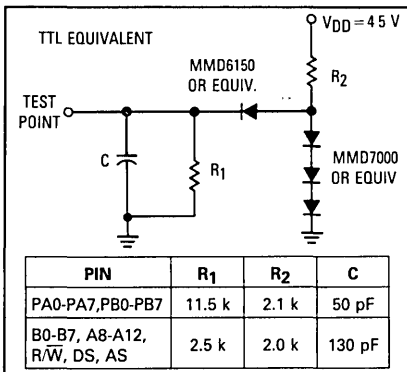 TTL EQUIVALENT
VDD = 4 5 V
MMD6150
OR EQUIV.
R2
TEST
POINT
C
R1
MMD7000
OR EQUIV
PIN R1 R2 C
PA0-PA7,PB0-PB7 11.5 k 2.1 k 50 pF
B0-B7, A8-A12,
R/W̅, DS, AS 2.5 k 2.0 k 130 pF